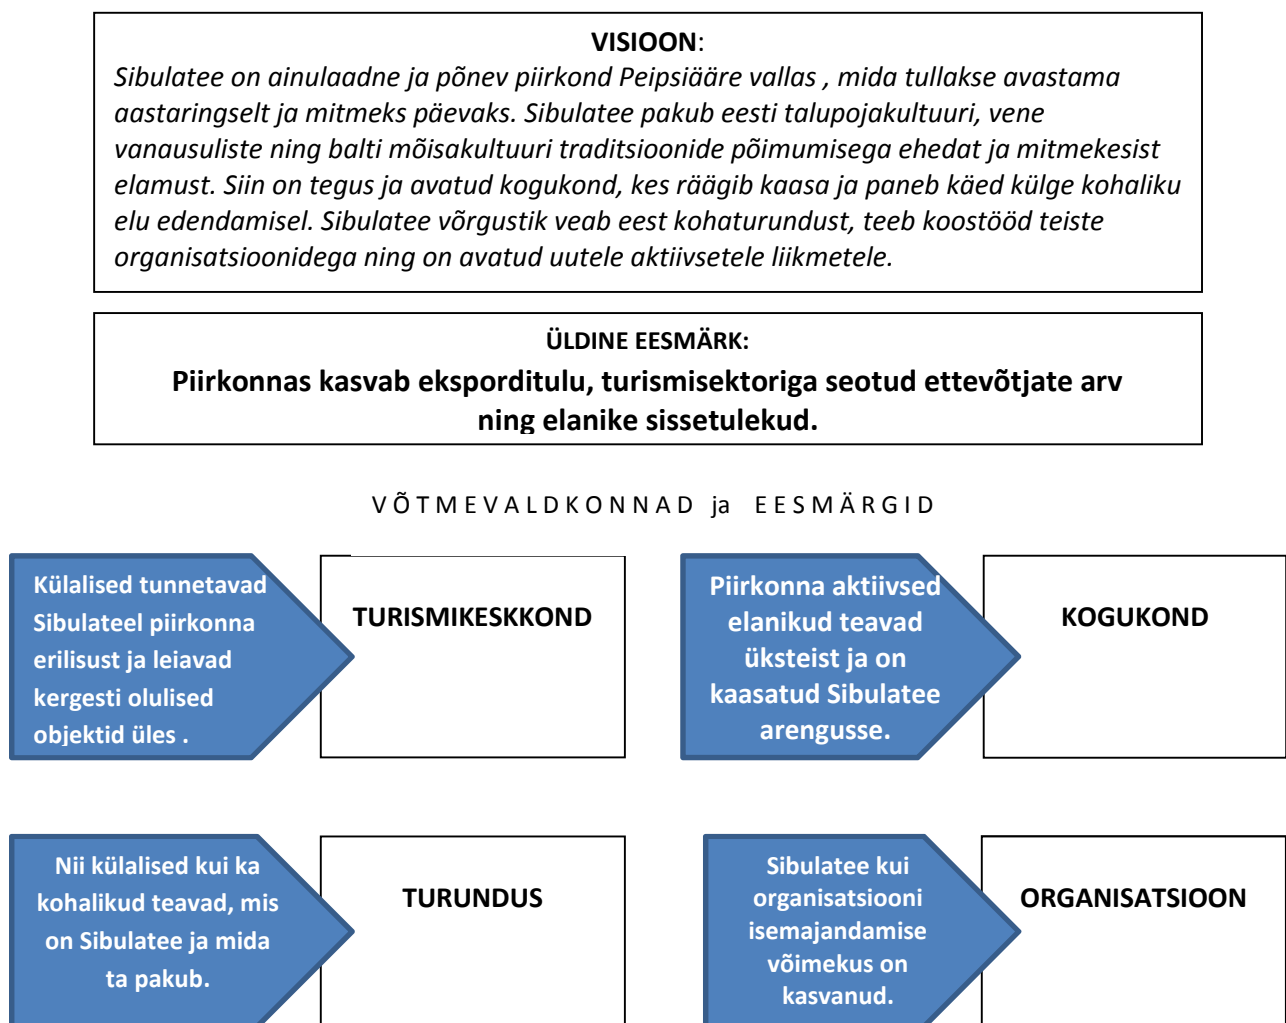 VISIOON:
Sibulatee on ainulaadne ja põnev piirkond Peipsiääre vallas , mida tullakse avastama
aastaringselt ja mitmeks päevaks. Sibulatee pakub eesti talupojakultuuri, vene
vanausuliste ning balti mõisakultuuri traditsioonide põimumisega ehedat ja mitmekesist
elamust. Siin on tegus ja avatud kogukond, kes räägib kaasa ja paneb käed külge kohaliku
elu edendamisel. Sibulatee võrgustik veab eest kohaturundust, teeb koostööd teiste
organisatsioonidega ning on avatud uutele aktiivsetele liikmetele.
ÜLDINE EESMÄRK:
Piirkonnas kasvab eksporditulu, turismisektoriga seotud ettevõtjate arv
ning elanike sissetulekud.
VÕTMEVALDKONNAD ja EESMÄRGID
Külalised tunnetavad
Sibulateel piirkonna
erilisust ja leiavad
kergesti olulised
objektid üles .
TURISMIKESKKOND
Piirkonna aktiivsed
elanikud teavad
üksteist ja on
kaasatud Sibulatee
arengusse.
KOGUKOND
Nii külalised kui ka
kohalikud teavad, mis
on Sibulatee ja mida
ta pakub.
TURUNDUS
Sibulatee kui
organisatsiooni
isemajandamise
võimekus on
kasvanud.
ORGANISATSIOON